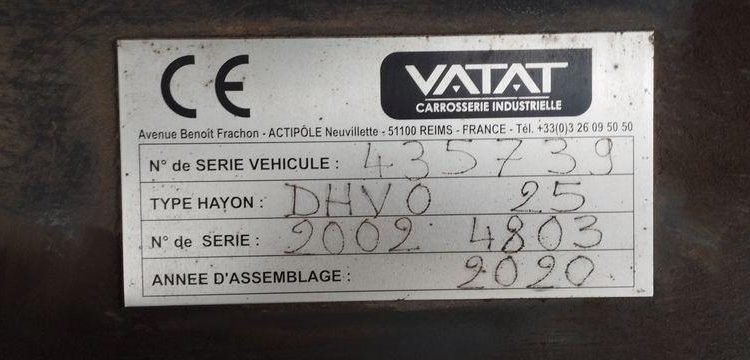 CE
VATAT
CARROSSERIE INDUSTRIELLE
Avenue Benoît Frachon - ACTIPÔLE Neuvillette - 51100 REIMS - FRANCE - Tél. +33(0)3 26 09 50 50
N° de SERIE VEHICULE : 435739
TYPE HAYON : DHVO 25
N° de SERIE : 2002 4803
ANNEE D'ASSEMBLAGE : 2020